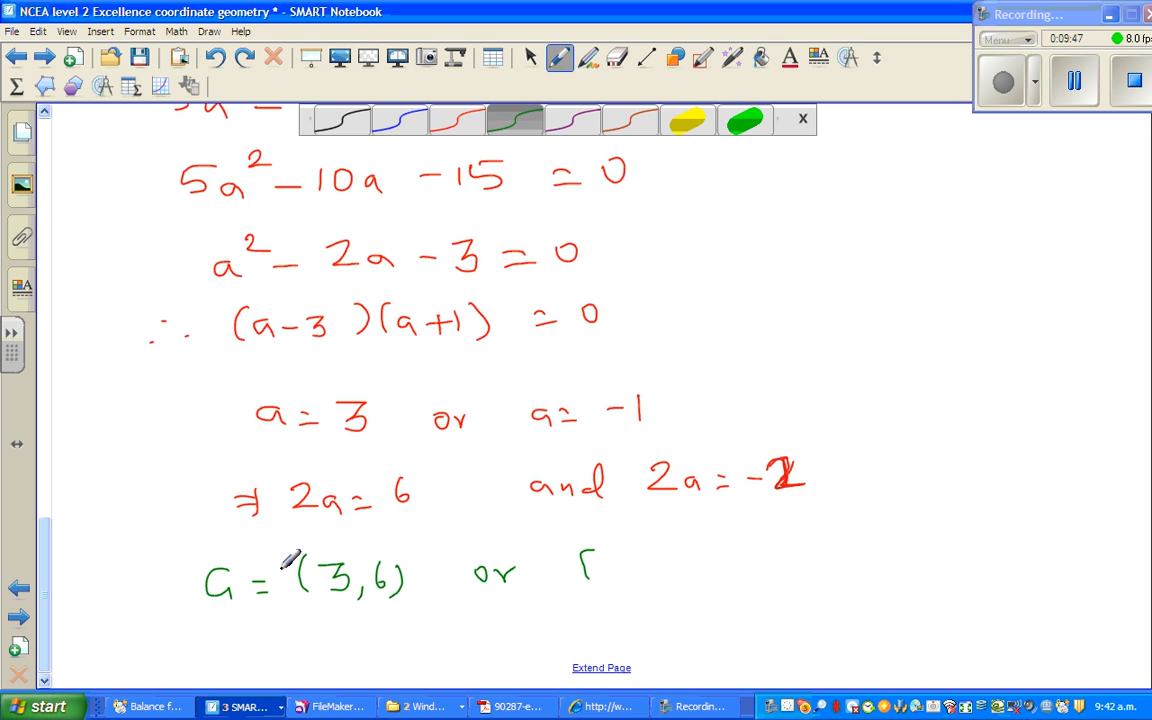 NCEA level 2 Excellence coordinate geometry * - SMART Notebook
Recording...
File Edit View Insert Format Math Draw Help
Menu 0:09:47 8.0 fp
x
5a² - 10a - 15 = 0
a² - 2a - 3 = 0
∴ (a-3)(a+1) = 0
a = 3 or a = -1
⇒ 2a = 6 and 2a = -2
G = (3,6) or (
Extend Page
start Balance f... 3 SMAR... FileMaker... 2 Windo... 90287-e... http://w... Recordin... 9:42 a.m.